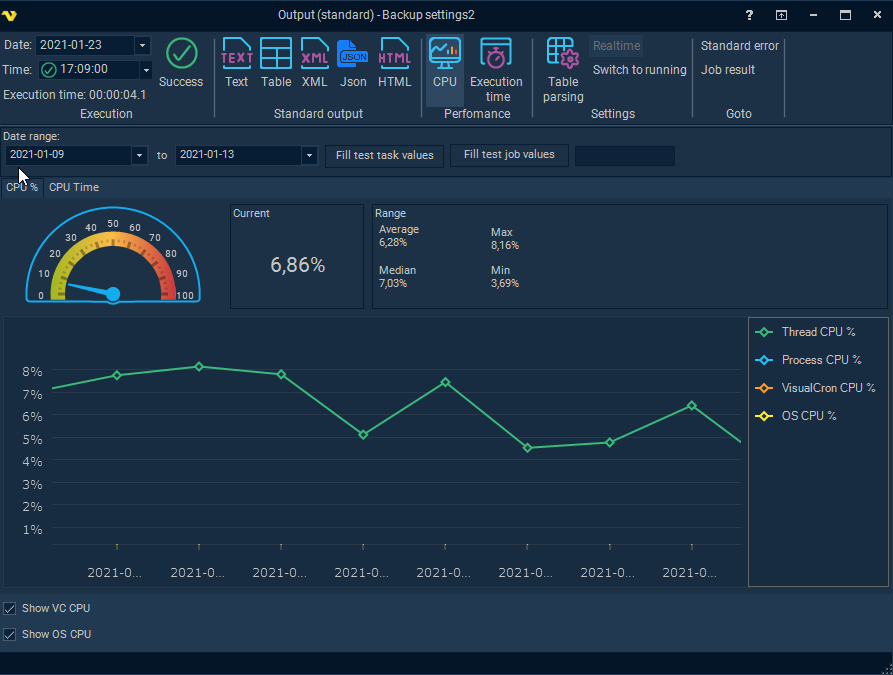 Output (standard) - Backup settings2
Date: 2021-01-23
Time: 17:09:00
Execution time: 00:00:04.1
Success
Execution
TEXT
Text
Table
XML
XML
JSON
Json
HTML
HTML
Standard output
CPU
Execution
time
Perfomance
Table
parsing
Realtime
Switch to running
Settings
Standard error
Job result
Goto
Date range:
2021-01-09 to 2021-01-13 Fill test task values Fill test job values
CPU % CPU Time
0 10 20 30 40 50 60 70 80 90 100
Current
6,86%
Range
Average
6,28%
Max
8,16%
Median
7,03%
Min
3,69%
8%
7%
6%
5%
4%
3%
2%
1%
2021-0... 2021-0... 2021-0... 2021-0... 2021-0... 2021-0... 2021-0... 2021-0...
Thread CPU %
Process CPU %
VisualCron CPU %
OS CPU %
Show VC CPU
Show OS CPU